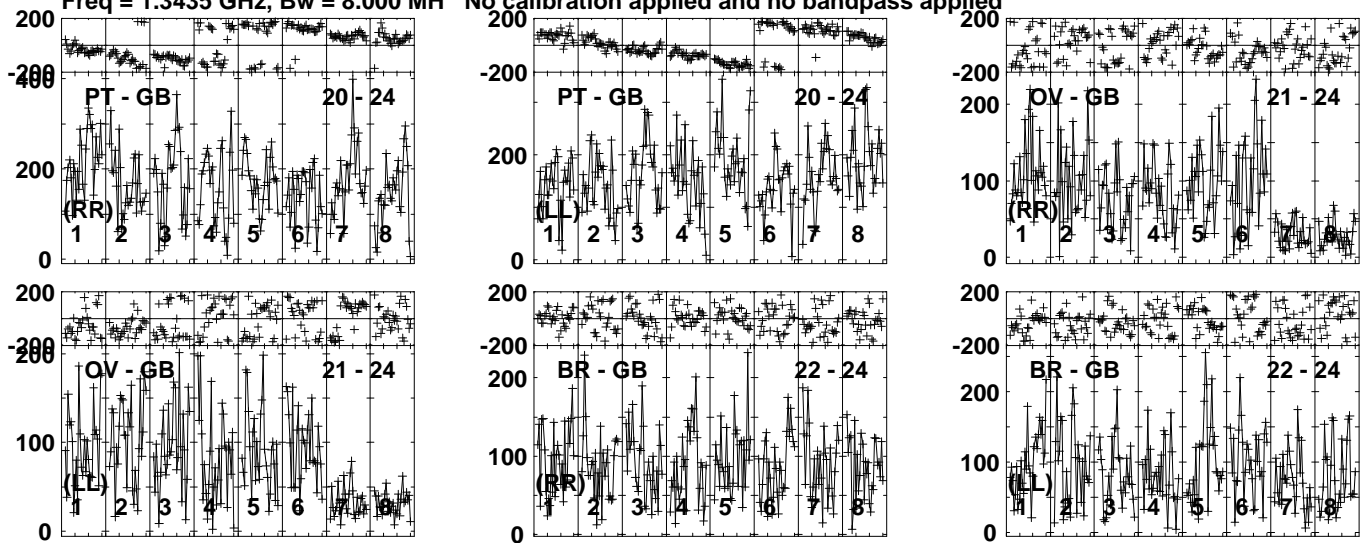 Freq = 1.3435 GHz, Bw = 8.000 MH No calibration applied and no bandpass applied
200
-200
400
200
0
PT - GB 20 - 24
(RR)
1 2 3 4 5 6 7 8
200
-200
200
0
PT - GB 20 - 24
(LL)
1 2 3 4 5 6 7 8
200
-200
200
100
0
OV - GB 21 - 24
(RR)
1 2 3 4 5 6 7 8
200
-200
200
100
0
OV - GB 21 - 24
(LL)
1 2 3 4 5 6 7 8
200
-200
200
100
0
BR - GB 22 - 24
(RR)
1 2 3 4 5 6 7 8
200
-200
200
100
0
BR - GB 22 - 24
(LL)
1 2 3 4 5 6 7 8